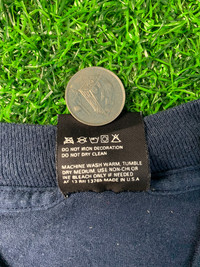 DO NOT IRON DECORATION
DO NOT DRY CLEAN
MACHINE WASH WARM, TUMBLE
DRY MEDIUM, USE NON-CHLOR
WE BLEACH ONLY IF NEEDED
MADE IN U.S.A